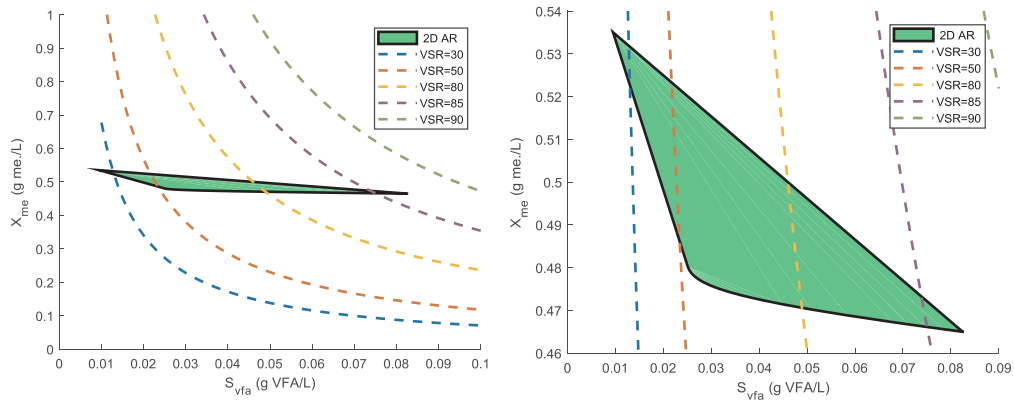 1
0.9
0.8
0.7
0.6
0.5
0.4
0.3
0.2
0.1
0
X_me (g me./L)
0 0.01 0.02 0.03 0.04 0.05 0.06 0.07 0.08 0.09 0.1
S_vfa (g VFA/L)
2D AR
VSR=30
VSR=50
VSR=80
VSR=85
VSR=90
0.54
0.53
0.52
0.51
0.5
0.49
0.48
0.47
0.46
X_me (g me./L)
0 0.01 0.02 0.03 0.04 0.05 0.06 0.07 0.08 0.09
S_vfa (g VFA/L)
2D AR
VSR=30
VSR=50
VSR=80
VSR=85
VSR=90